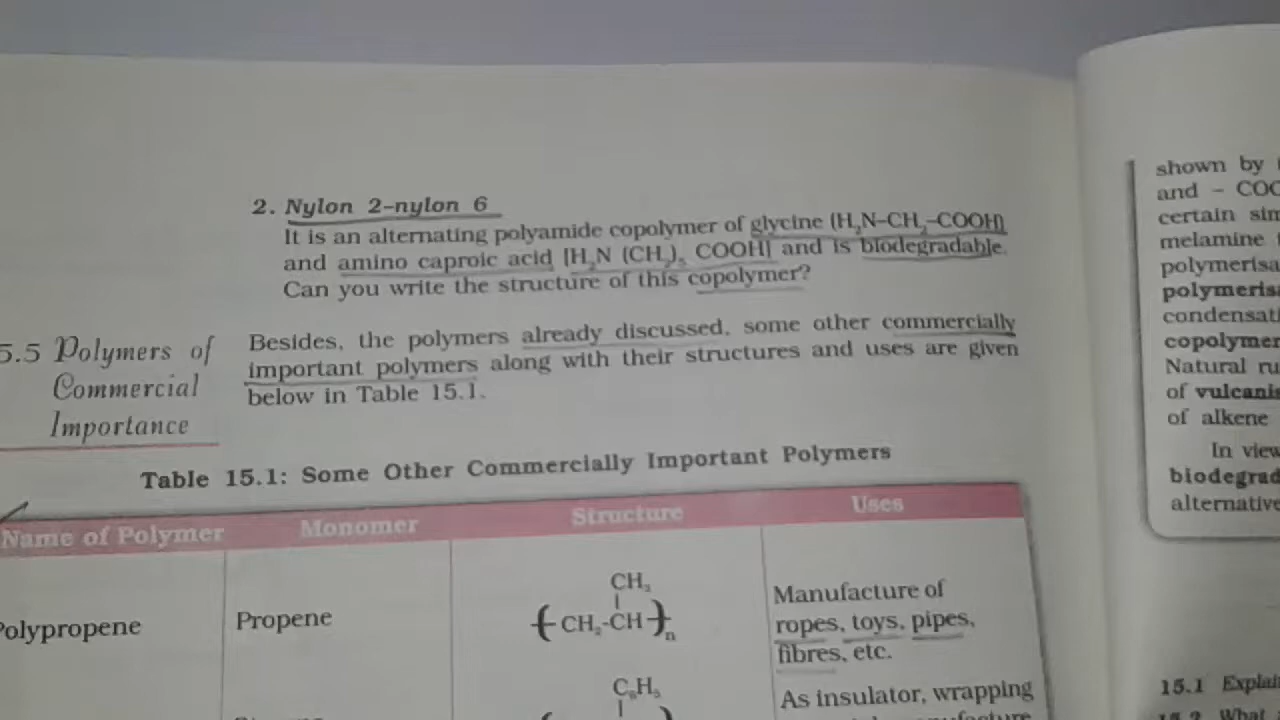 2. Nylon 2–nylon 6
It is an alternating polyamide copolymer of glycine (H₂N–CH₂–COOH)
and amino caproic acid [H₂N (CH₂)₅ COOH] and is biodegradable.
Can you write the structure of this copolymer?
5.5 Polymers of
Commercial
Importance
Besides, the polymers already discussed, some other commercially
important polymers along with their structures and uses are given
below in Table 15.1.
Table 15.1: Some Other Commercially Important Polymers
Name of Polymer Monomer Structure Uses
Polypropene Propene
CH₃
CH₂-CH n
Manufacture of
ropes, toys, pipes,
fibres, etc.
C₆H₅
As insulator, wrapping
shown by
and – COO
certain sim
melamine
polymerisa
polymerisa
condensati
copolymer
Natural ru
of vulcanis
of alkene
In view
biodegrad
alternative
15.1 Explai
15.2 What